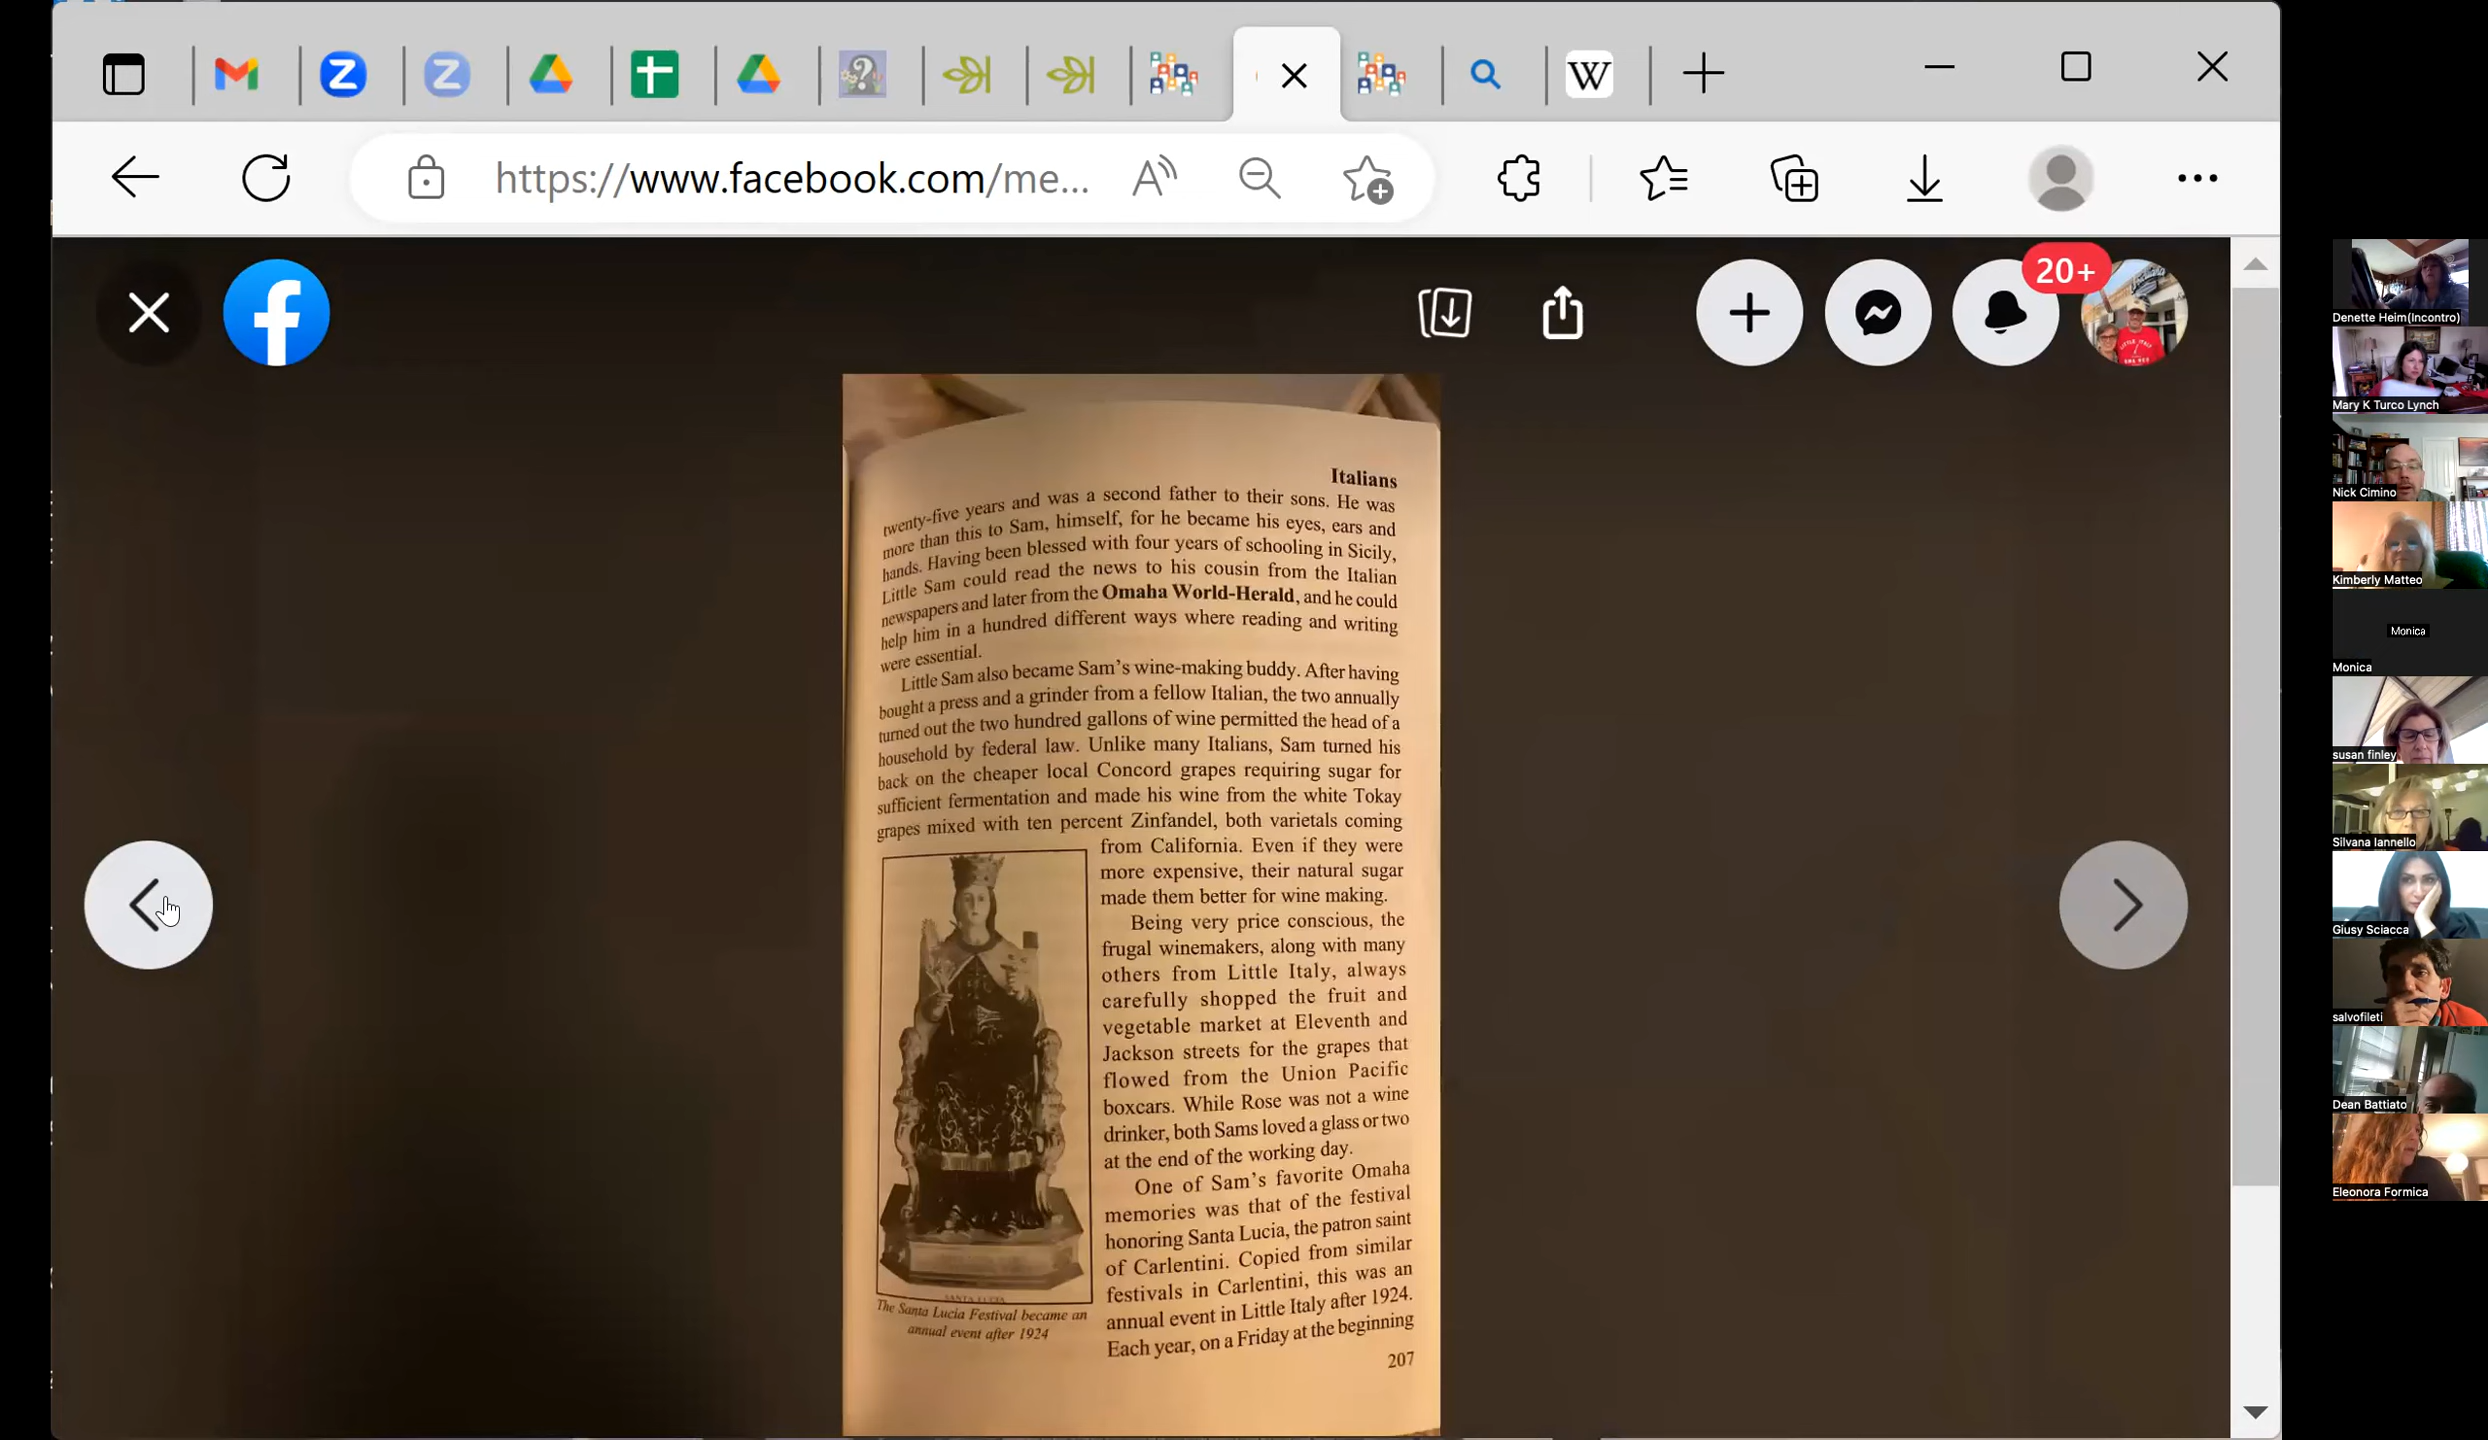 https://www.facebook.com/me...
20+
Italians
twenty-five years and was a second father to their sons. He was
more than this to Sam, himself, for he became his eyes, ears and
hands. Having been blessed with four years of schooling in Sicily,
Little Sam could read the news to his cousin from the Italian
newspapers and later from the Omaha World-Herald, and he could
help him in a hundred different ways where reading and writing
were essential.
Little Sam also became Sam's wine-making buddy. After having
bought a press and a grinder from a fellow Italian, the two annually
turned out the two hundred gallons of wine permitted the head of a
household by federal law. Unlike many Italians, Sam turned his
back on the cheaper local Concord grapes requiring sugar for
sufficient fermentation and made his wine from the white Tokay
grapes mixed with ten percent Zinfandel, both varietals coming
from California. Even if they were
more expensive, their natural sugar
made them better for wine making.
Being very price conscious, the
frugal winemakers, along with many
others from Little Italy, always
carefully shopped the fruit and
vegetable market at Eleventh and
Jackson streets for the grapes that
flowed from the Union Pacific
boxcars. While Rose was not a wine
drinker, both Sams loved a glass or two
at the end of the working day.
One of Sam's favorite Omaha
memories was that of the festival
honoring Santa Lucia, the patron saint
of Carlentini. Copied from similar
festivals in Carlentini, this was an
annual event in Little Italy after 1924.
Each year, on a Friday at the beginning
SANTA LUCIA
The Santa Lucia Festival became an
annual event after 1924
207
Denette Heim(Incontro)
Mary K Turco Lynch
Nick Cimino
Kimberly Matteo
Monica
Monica
susan finley
Silvana Iannello
Giusy Sciacca
salvofileti
Dean Battiato
Eleonora Formica